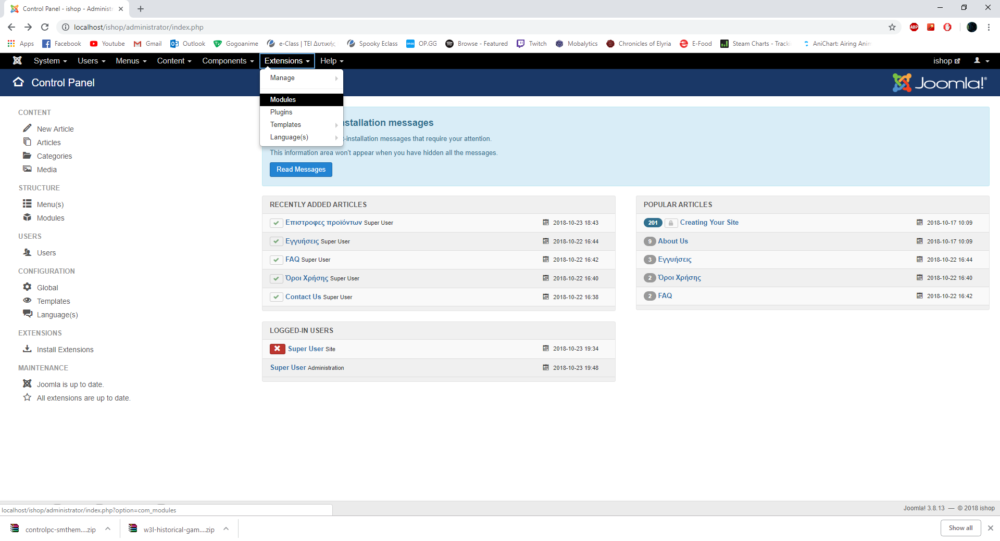 Control Panel - ishop - Administr
localhost/ishop/administrator/index.php
Apps Facebook Youtube Gmail Outlook Gogoanime e-Class | ΤΕΙ Δυτικής Spooky Eclass OP.GG Browse - Featured Twitch Mobalytics Chronicles of Elyria E-Food Steam Charts - Trackin AniChart: Airing Anim
System Users Menus Content Components Extensions Help ishop
Control Panel Joomla!®
Manage
Modules
Plugins
Templates
Language(s)
CONTENT
New Article
Articles
Categories
Media
STRUCTURE
Menu(s)
Modules
USERS
Users
CONFIGURATION
Global
Templates
Language(s)
EXTENSIONS
Install Extensions
MAINTENANCE
Joomla is up to date.
All extensions are up to date.
stallation messages
-installation messages that require your attention.
This information area won't appear when you have hidden all the messages.
Read Messages
RECENTLY ADDED ARTICLES
Επιστροφες προϊόντων Super User 2018-10-23 18:43
Εγγυήσεις Super User 2018-10-22 16:44
FAQ Super User 2018-10-22 16:42
Όροι Χρήσης Super User 2018-10-22 16:40
Contact Us Super User 2018-10-22 16:38
POPULAR ARTICLES
201 Creating Your Site 2018-10-17 10:09
9 About Us 2018-10-17 10:09
3 Εγγυήσεις 2018-10-22 16:44
2 Όροι Χρήσης 2018-10-22 16:40
2 FAQ 2018-10-22 16:42
LOGGED-IN USERS
Super User Site 2018-10-23 19:34
Super User Administration 2018-10-23 19:48
localhost/ishop/administrator/index.php?option=com_modules
Joomla! 3.8.13 — © 2018 ishop
controlpc-smthem....zip
w3l-historical-gam....zip
Show all